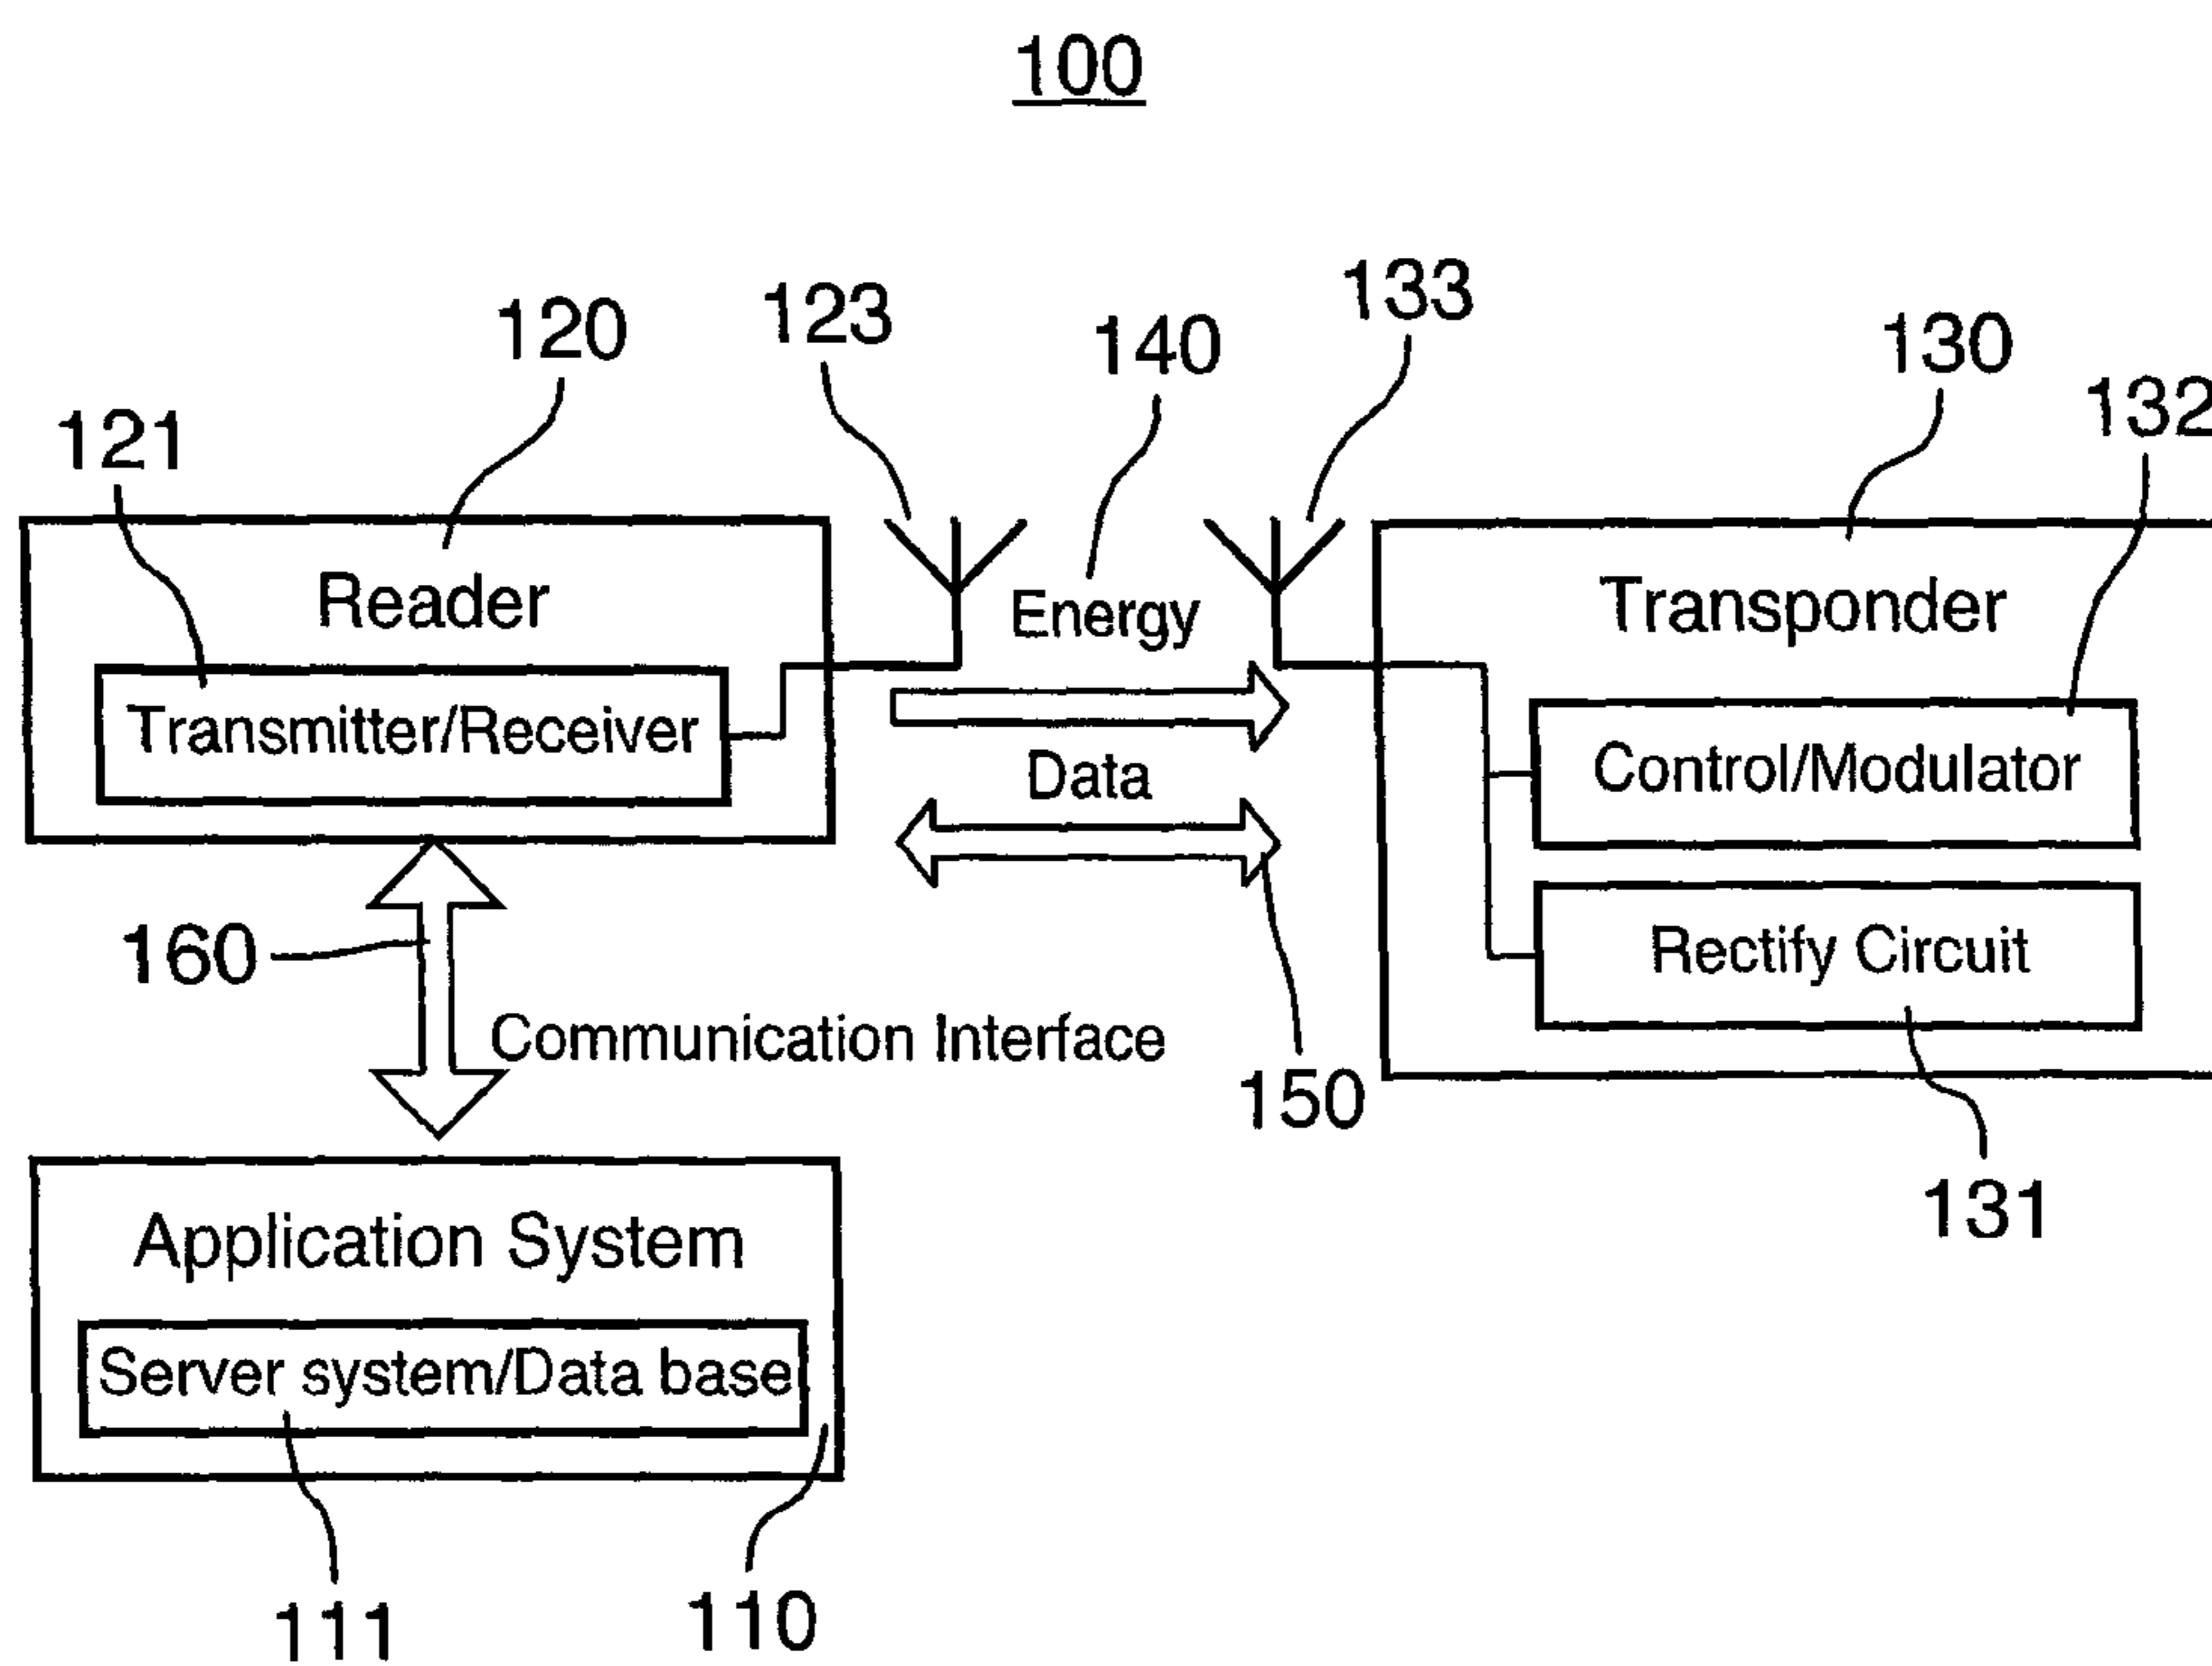 100
120
123
140
133
130
132
121
Reader
Energy
Transponder
Transmitter/Receiver
Data
Control/Modulator
160
Rectify Circuit
Communication Interface
150
131
Application System
Server system/Data base
111
110